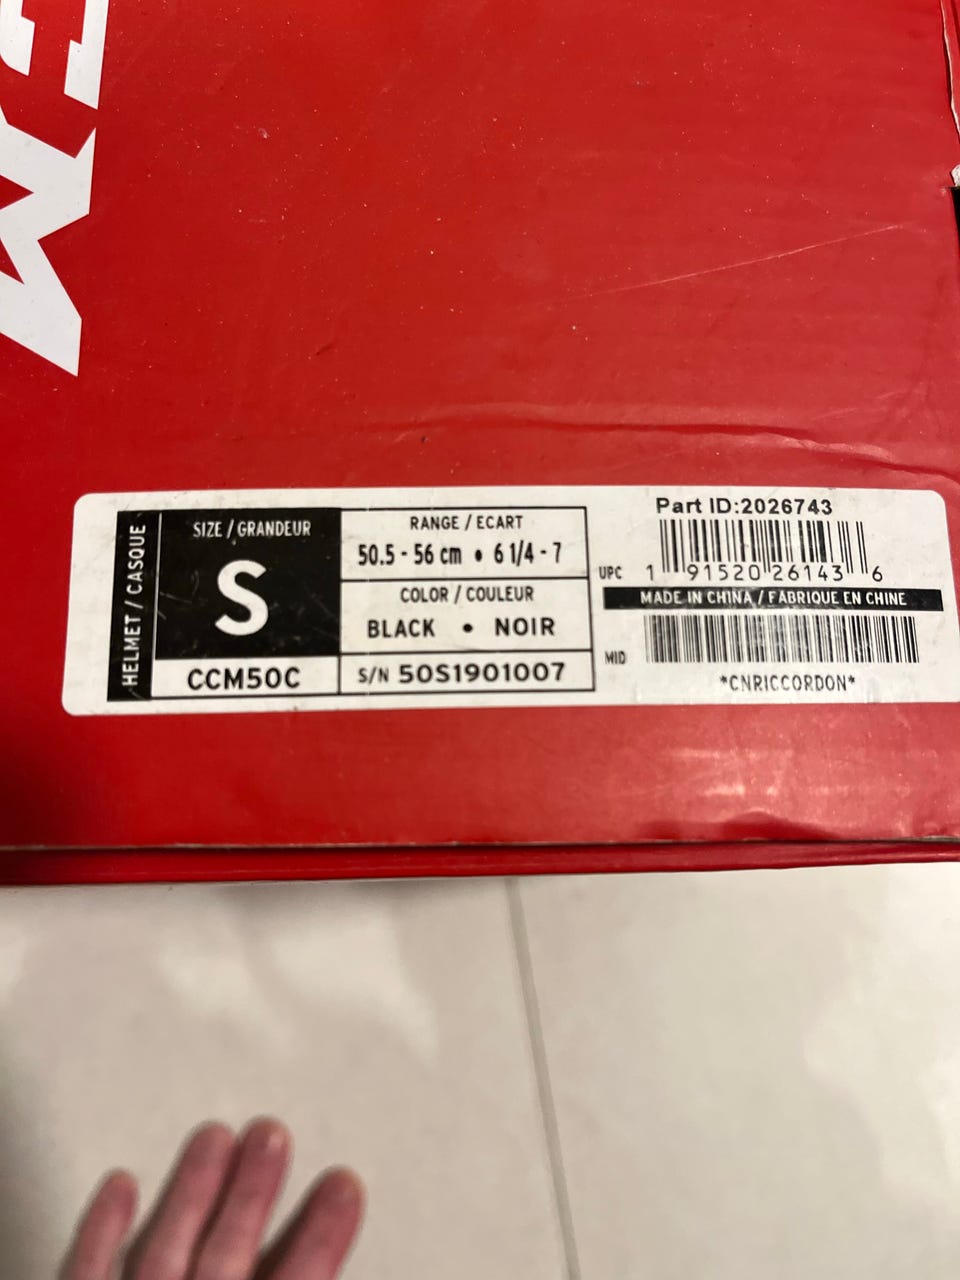 CCM
HELMET / CASQUE
SIZE / GRANDEUR
S
CCM50C
RANGE / ECART
50.5 - 56 cm • 6 1/4 - 7
COLOR / COULEUR
BLACK • NOIR
S/N 50S1901007
Part ID:2026743
UPC 1 91520 26143 6
MADE IN CHINA / FABRIQUE EN CHINE
MID
*CNRICCORDON*